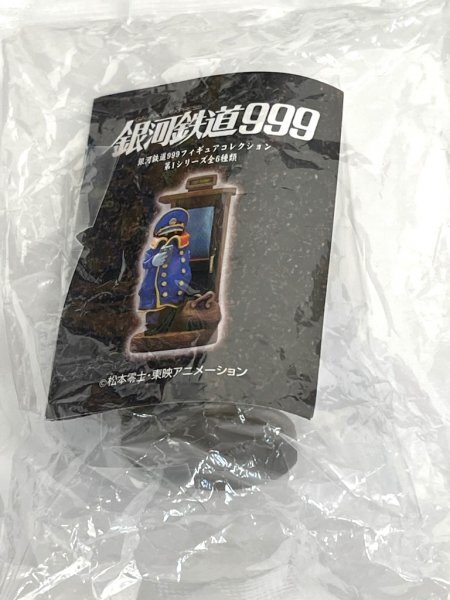 銀河鉄道999
銀河鉄道999フィギュアコレクション
第1シリーズ全6種類
©松本零士・東映アニメーション